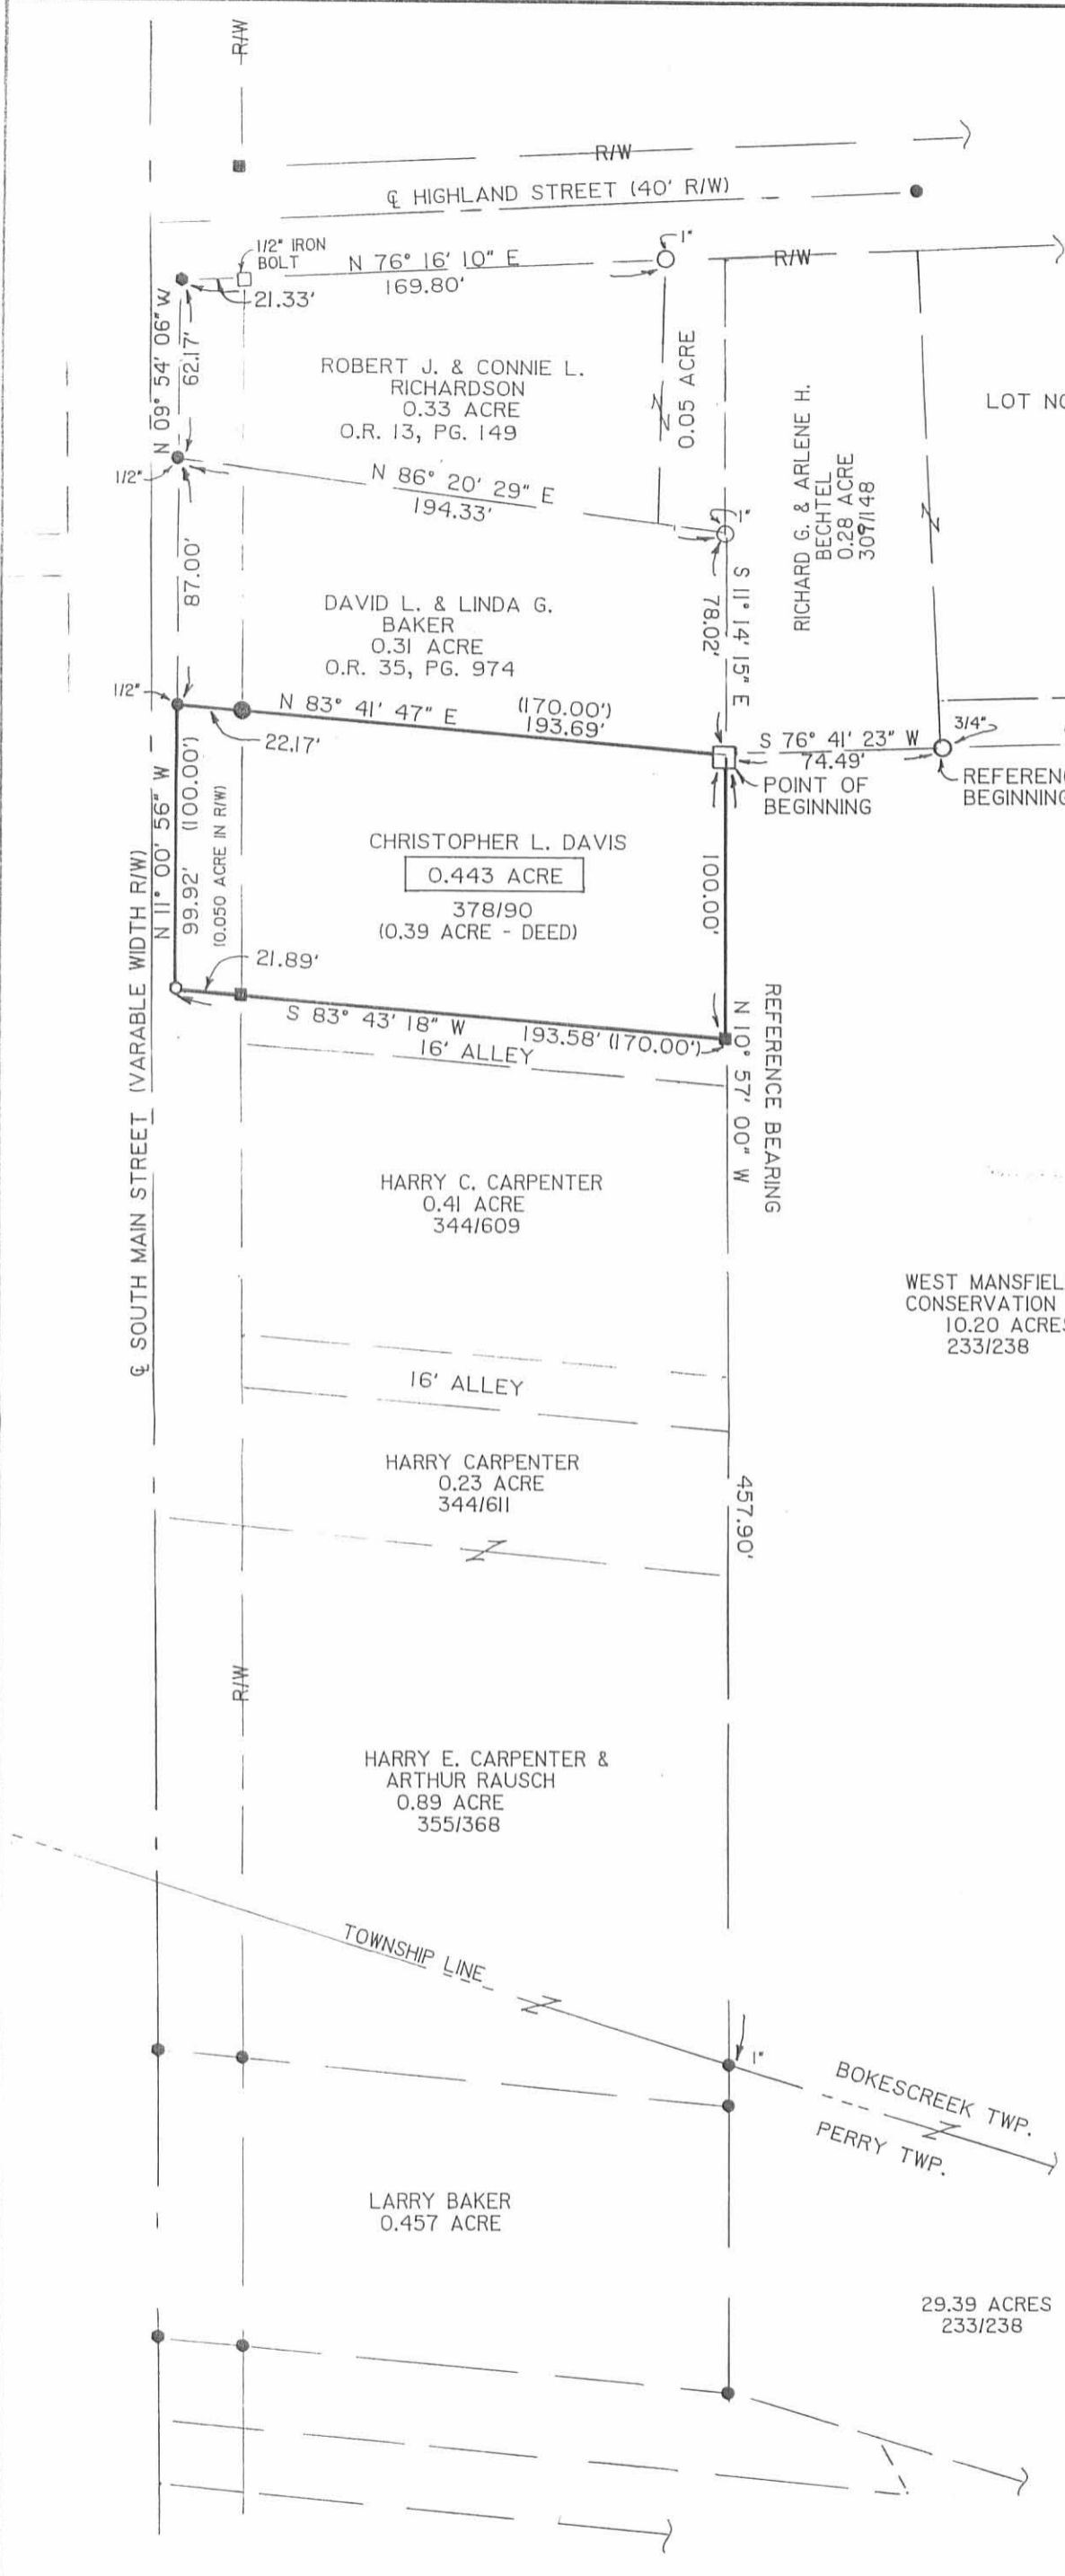 R/W
R/W
℄ HIGHLAND STREET (40' R/W)
1/2" IRON
BOLT
N 76° 16' 10" E
169.80'
21.33'
1"
R/W
N 09° 54' 06" W
62.17'
ROBERT J. & CONNIE L.
RICHARDSON
0.33 ACRE
O.R. 13, PG. 149
0.05 ACRE
RICHARD G. & ARLENE H.
BECHTEL
0.28 ACRE
309/148
LOT NO
1/2"
N 86° 20' 29" E
194.33'
1"
87.00'
S 11° 14' 15" E
78.02'
DAVID L. & LINDA G.
BAKER
0.31 ACRE
O.R. 35, PG. 974
1/2"
N 83° 41' 47" E
(170.00')
193.69'
22.17'
S 76° 41' 23" W
74.49'
3/4"
POINT OF
BEGINNING
REFEREN
BEGINNING
N 11° 00' 56" W
99.92' (100.00')
(0.050 ACRE IN R/W)
CHRISTOPHER L. DAVIS
0.443 ACRE
378/90
(0.39 ACRE - DEED)
100.00'
21.89'
S 83° 43' 18" W
193.58' (170.00')
16' ALLEY
REFERENCE BEARING
N 10° 57' 00" W
℄ SOUTH MAIN STREET (VARABLE WIDTH R/W)
HARRY C. CARPENTER
0.41 ACRE
344/609
WEST MANSFIEL
CONSERVATION
10.20 ACRES
233/238
16' ALLEY
HARRY CARPENTER
0.23 ACRE
344/611
457.90'
R/W
HARRY E. CARPENTER &
ARTHUR RAUSCH
0.89 ACRE
355/368
TOWNSHIP LINE
1"
BOKESCREEK TWP.
PERRY TWP.
LARRY BAKER
0.457 ACRE
29.39 ACRES
233/238